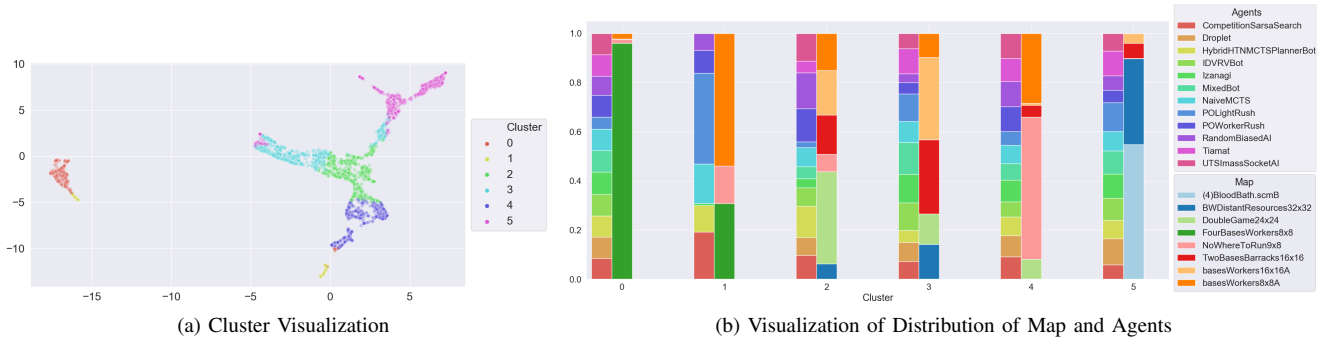 10
5
0
−5
−10
−15
−10
−5
0
5
Cluster
0
1
2
3
4
5
(a) Cluster Visualization
1.0
0.8
0.6
0.4
0.2
0.0
0
1
2
3
4
5
Cluster
Agents
CompetitionSarsaSearch
Droplet
HybridHTNMCTSPlannerBot
IDVRVBot
Izanagi
MixedBot
NaiveMCTS
POLightRush
POWorkerRush
RandomBiasedAI
Tiamat
UTSImassSocketAI
Map
(4)BloodBath.scmB
BWDistantResources32x32
DoubleGame24x24
FourBasesWorkers8x8
NoWhereToRun9x8
TwoBasesBarracks16x16
basesWorkers16x16A
basesWorkers8x8A
(b) Visualization of Distribution of Map and Agents